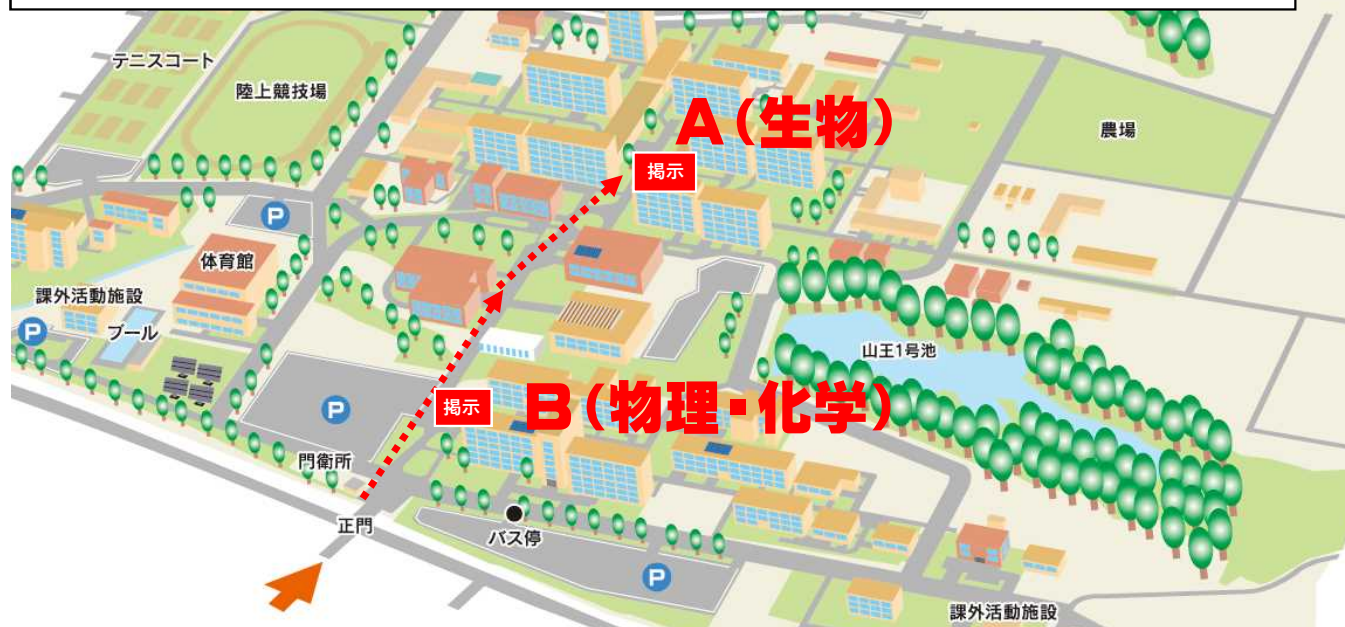 テニスコート
陸上競技場
A(生物)
掲示
農場
P
体育館
課外活動施設
P
プール
山王1号池
掲示
B(物理・化学)
P
門衛所
正門
バス停
P
課外活動施設